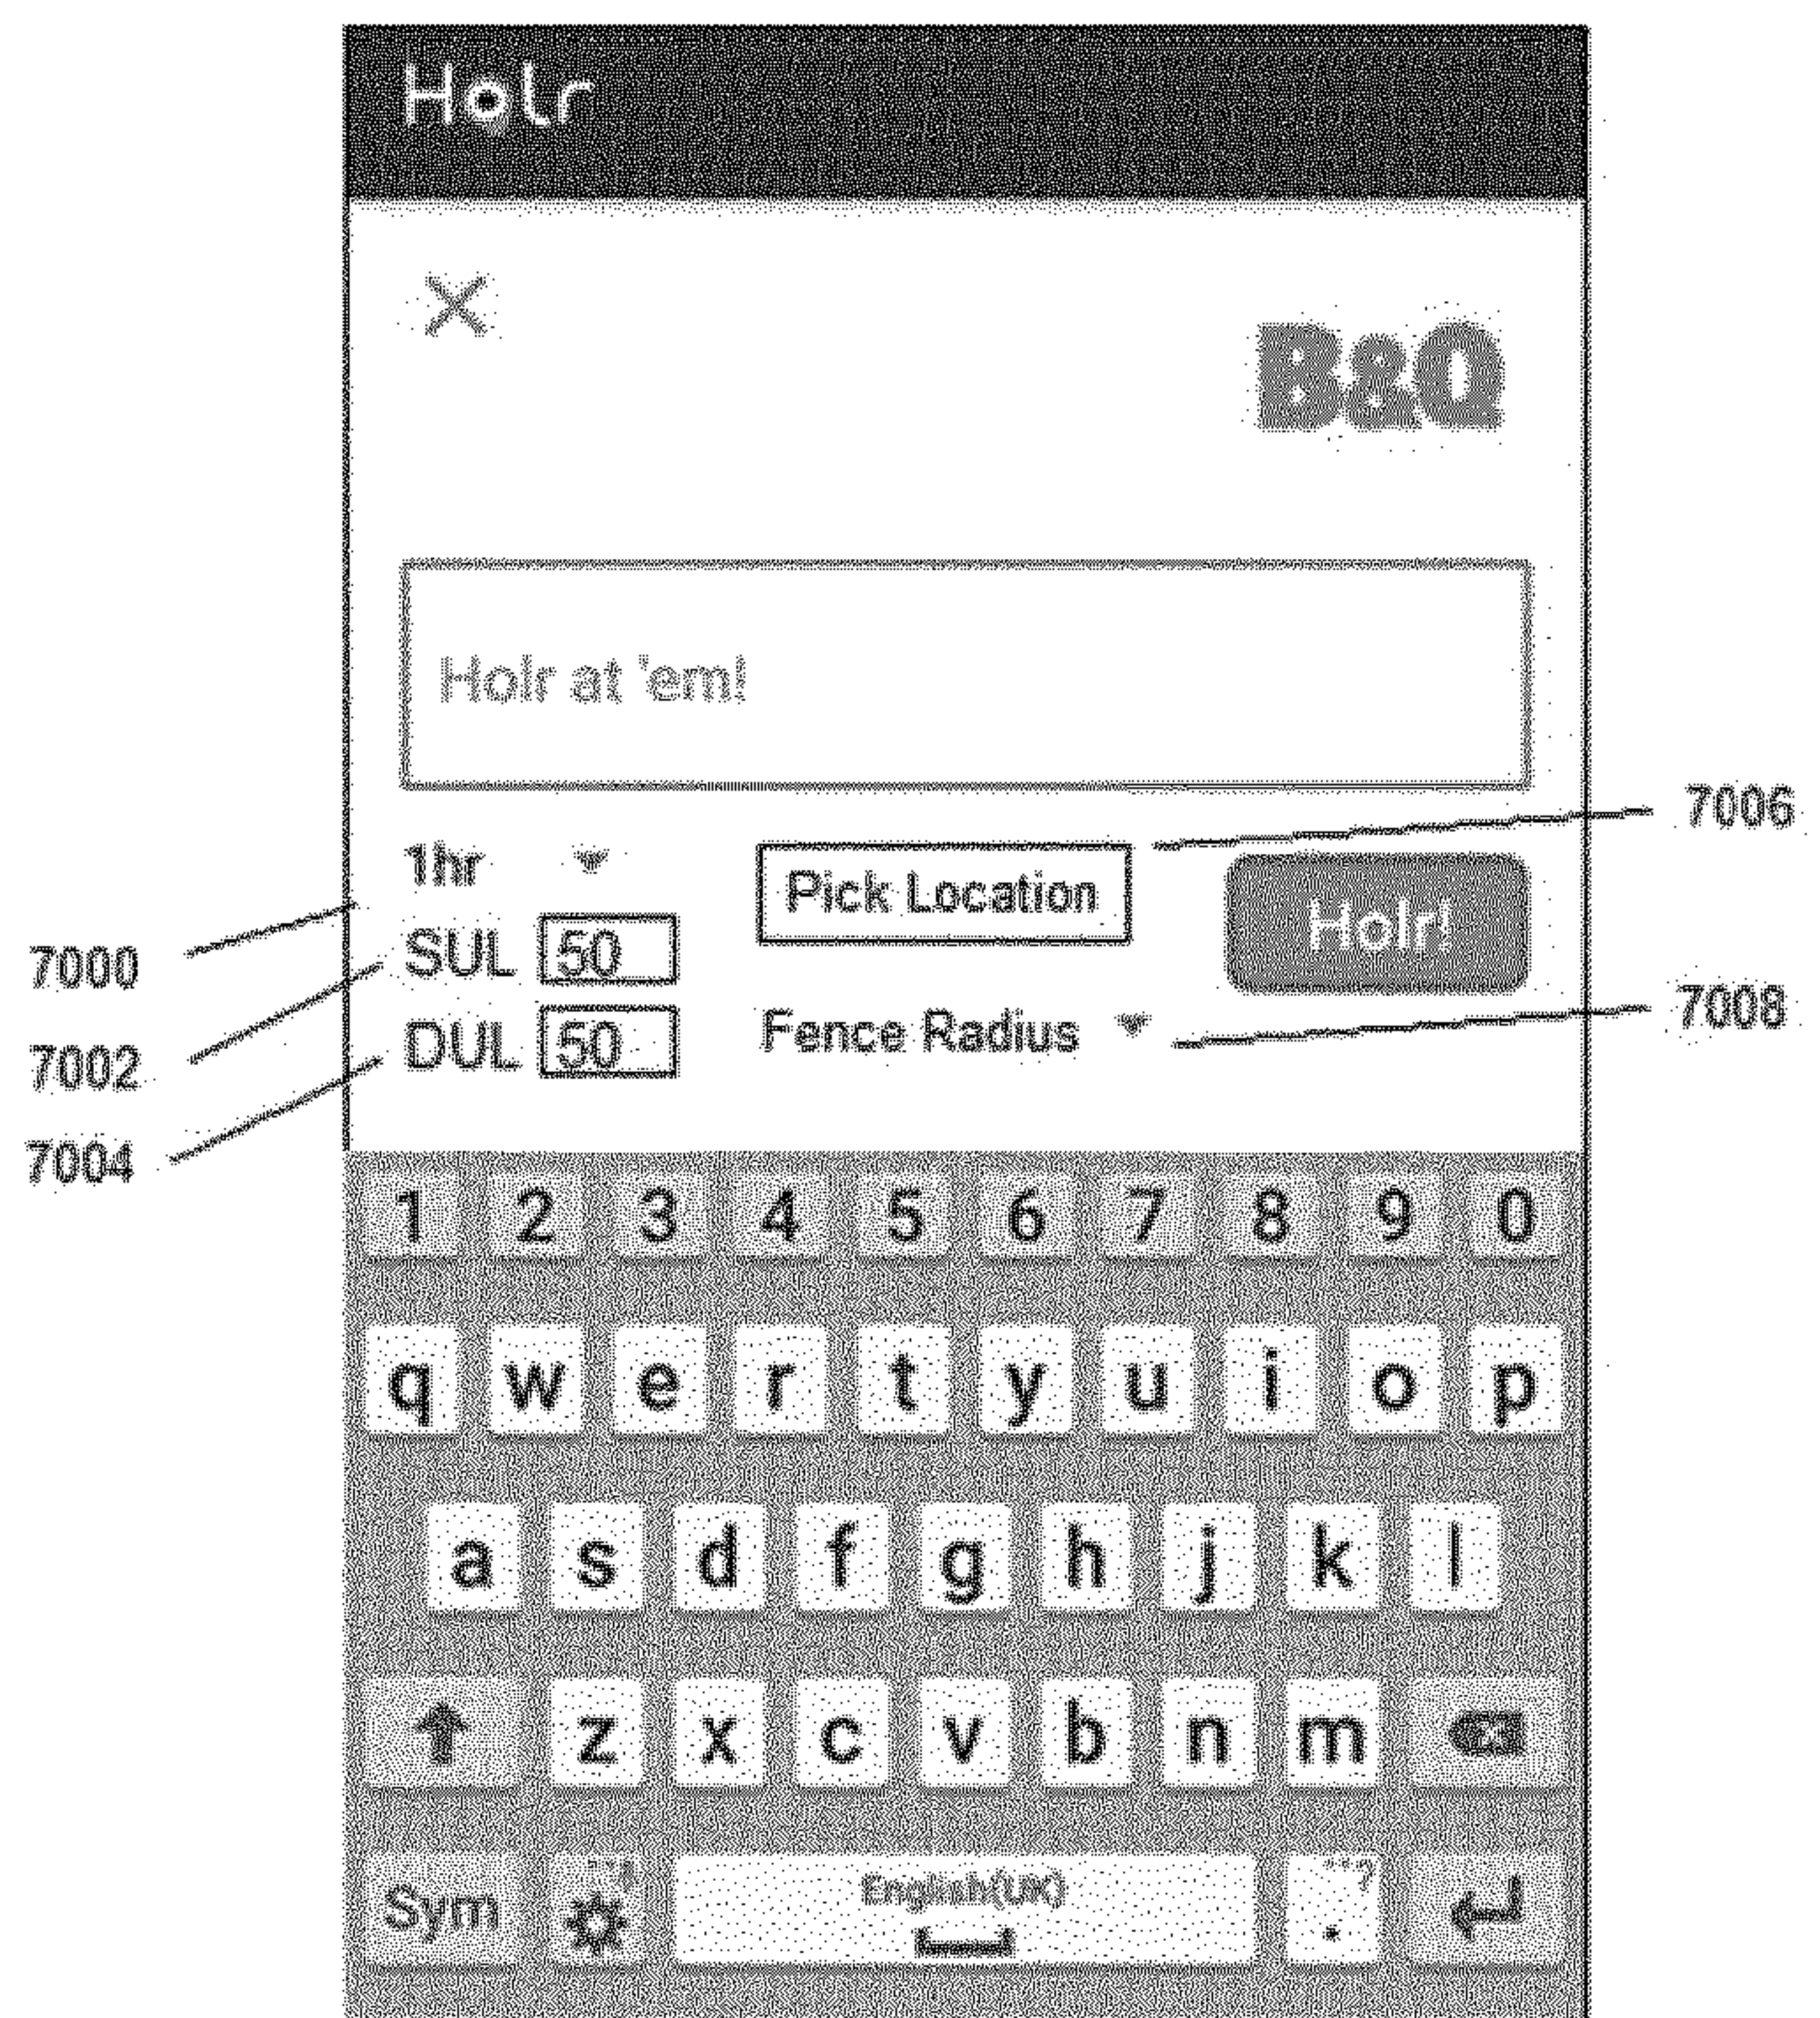 Holr
B&Q
Holr at 'em!
7006
1hr
Pick Location
Holr!
7000
SUL 50
7008
7002
DUL 50
Fence Radius
7004
1 2 3 4 5 6 7 8 9 0
q w e r t y u i o p
a s d f g h j k l
z x c v b n m
English(UK)
Sym .